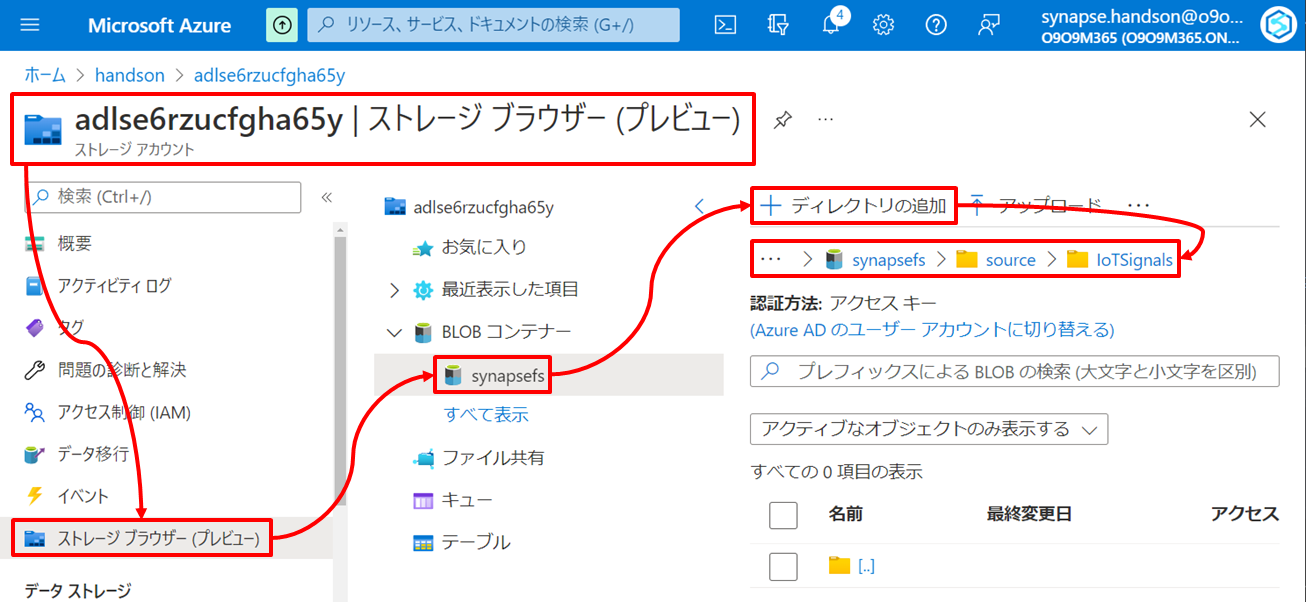 Microsoft Azure
リソース、サービス、ドキュメントの検索 (G+/)
4
synapse.handson@o9o...
O9O9M365 (O9O9M365.ON...
ホーム > handson > adlse6rzucfgha65y
adlse6rzucfgha65y | ストレージ ブラウザー (プレビュー)
ストレージ アカウント
検索 (Ctrl+/)
概要
アクティビティ ログ
タグ
問題の診断と解決
アクセス制御 (IAM)
データ移行
イベント
ストレージ ブラウザー (プレビュー)
データ ストレージ
adlse6rzucfgha65y
お気に入り
最近表示した項目
BLOB コンテナー
synapsefs
すべて表示
ファイル共有
キュー
テーブル
ディレクトリの追加
アップロード
synapsefs > source > IoTSignals
認証方法: アクセス キー
(Azure AD のユーザー アカウントに切り替える)
プレフィックスによる BLOB の検索 (大文字と小文字を区別)
アクティブなオブジェクトのみ表示する
すべての 0 項目の表示
名前 最終変更日 アクセス
[..]